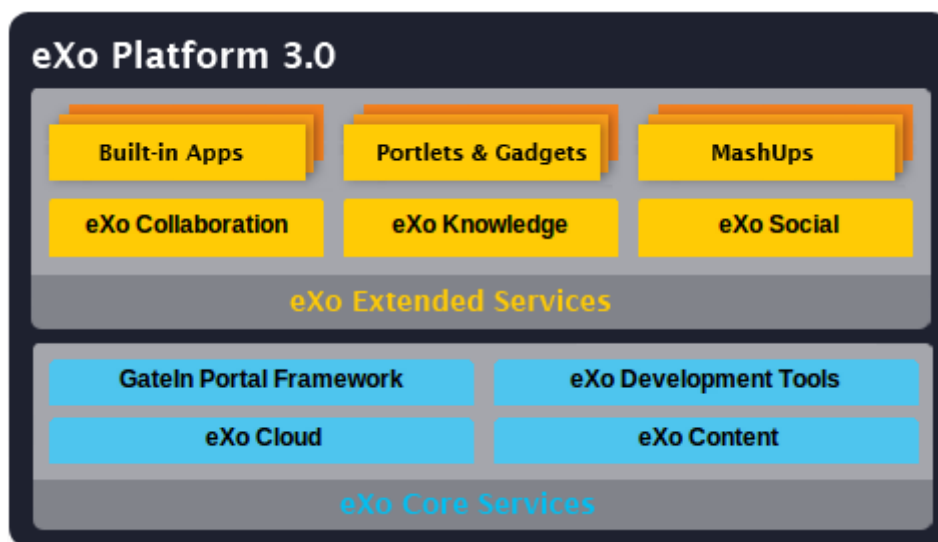 eXo Platform 3.0
Built-in Apps
Portlets & Gadgets
MashUps
eXo Collaboration
eXo Knowledge
eXo Social
eXo Extended Services
GateIn Portal Framework
eXo Development Tools
eXo Cloud
eXo Content
eXo Core Services